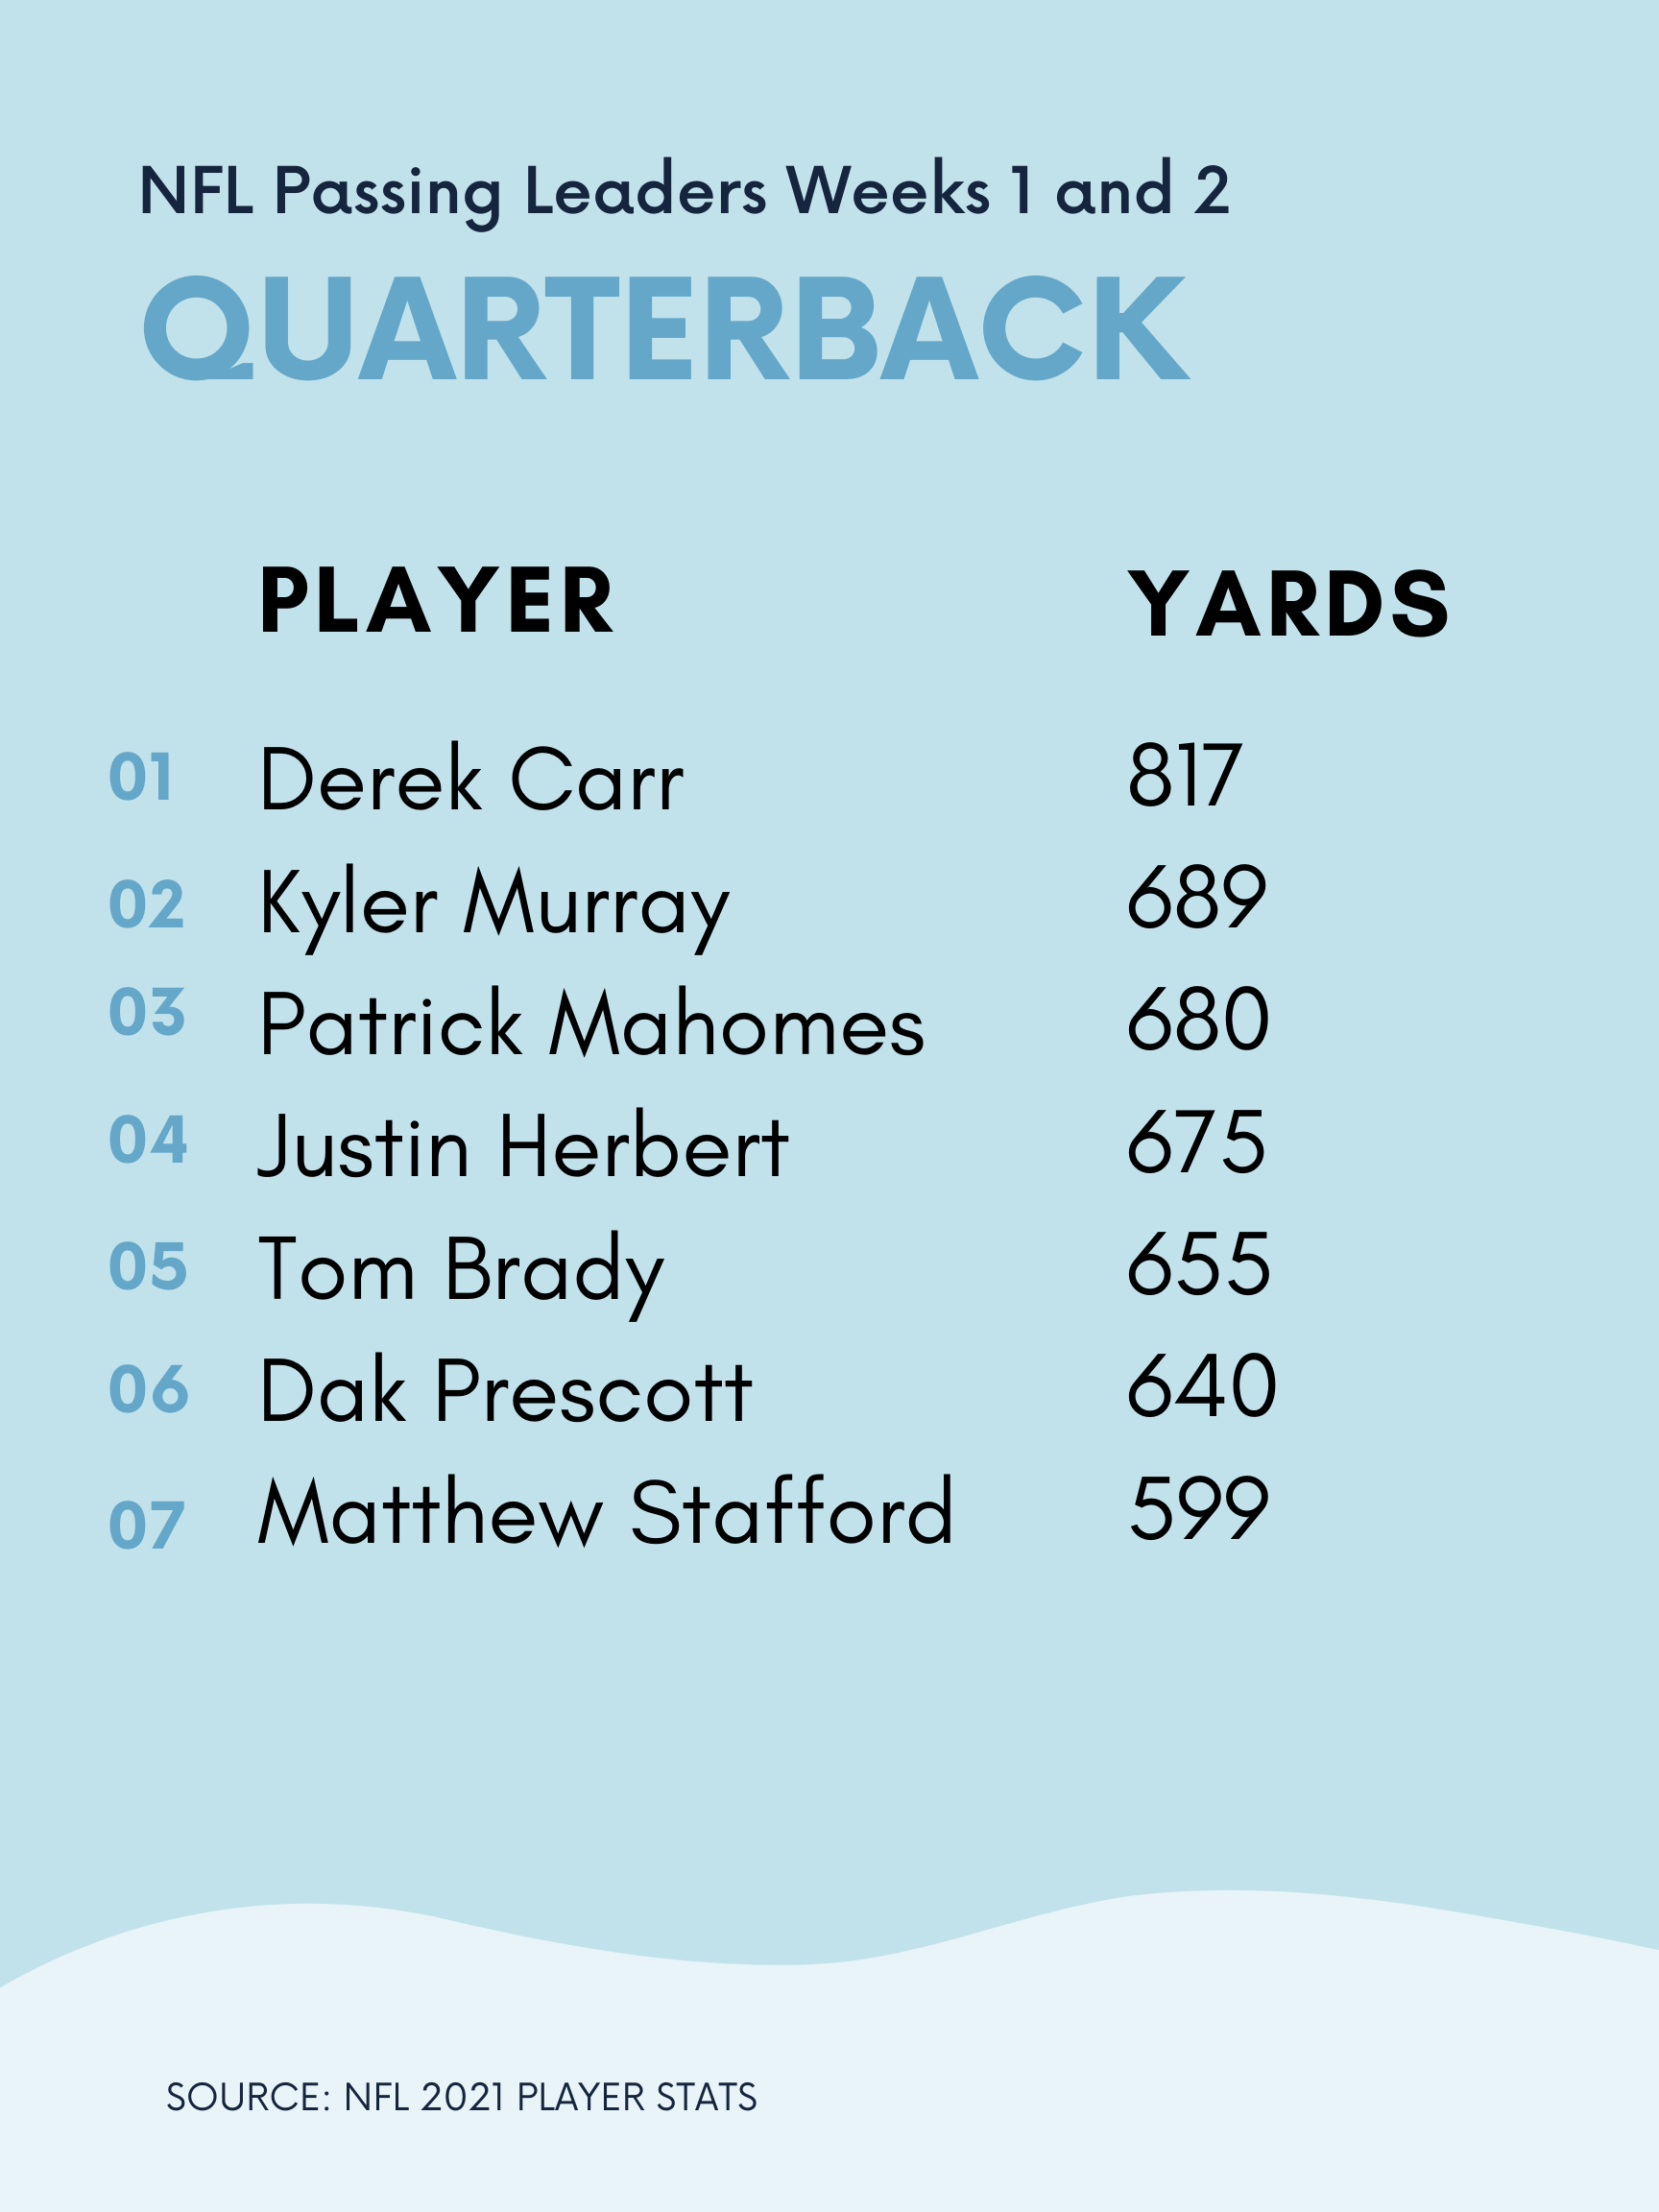 NFL Passing Leaders Weeks 1 and 2
QUARTERBACK
PLAYER YARDS
01 Derek Carr 817
02 Kyler Murray 689
03 Patrick Mahomes 680
04 Justin Herbert 675
05 Tom Brady 655
06 Dak Prescott 640
07 Matthew Stafford 599
SOURCE: NFL 2021 PLAYER STATS